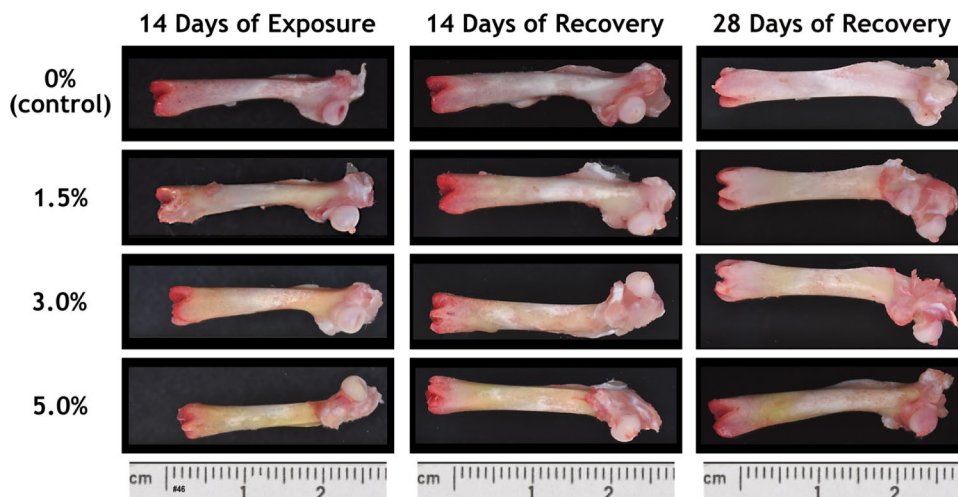 14 Days of Exposure 14 Days of Recovery 28 Days of Recovery
0%
(control)
1.5%
3.0%
5.0%
cm 1 2 cm 1 2 cm 1 2
#46